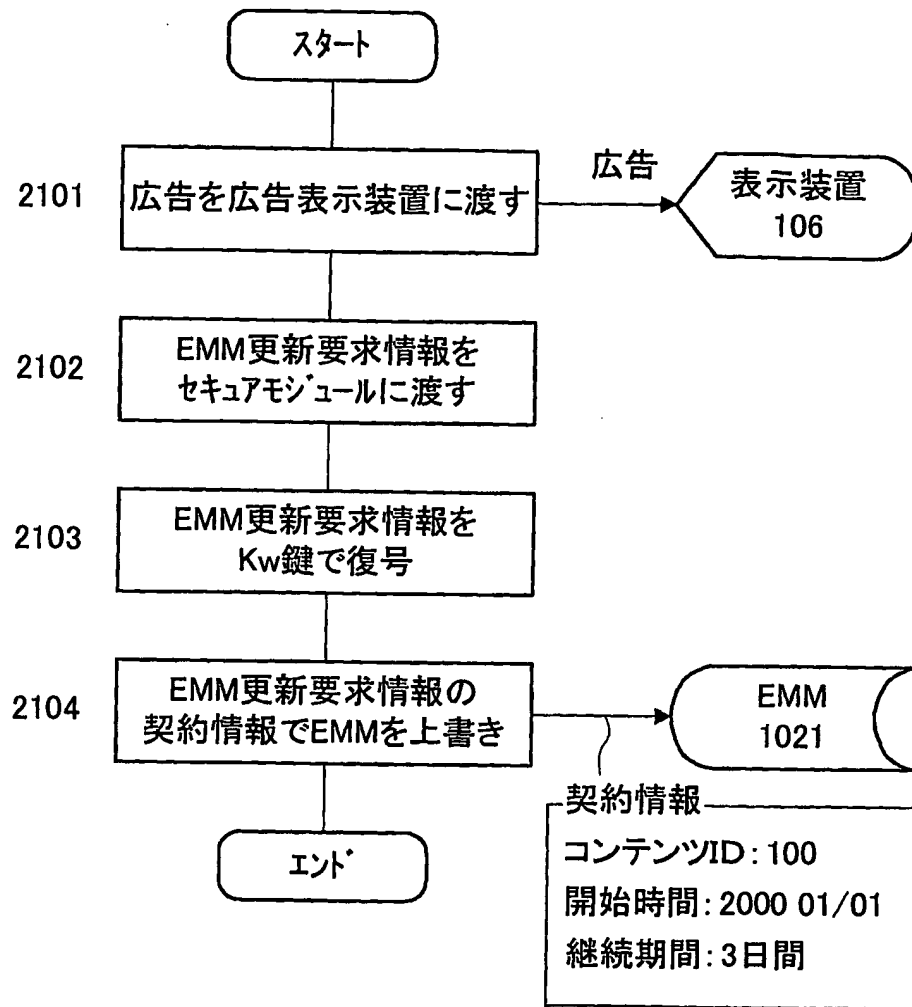 スタート
2101
広告を広告表示装置に渡す
広告
表示装置
106
2102
EMM更新要求情報を
セキュアモジュールに渡す
2103
EMM更新要求情報を
Kw鍵で復号
2104
EMM更新要求情報の
契約情報でEMMを上書き
EMM
1021
エンド
契約情報
コンテンツID:100
開始時間:2000 01/01
継続期間:3日間